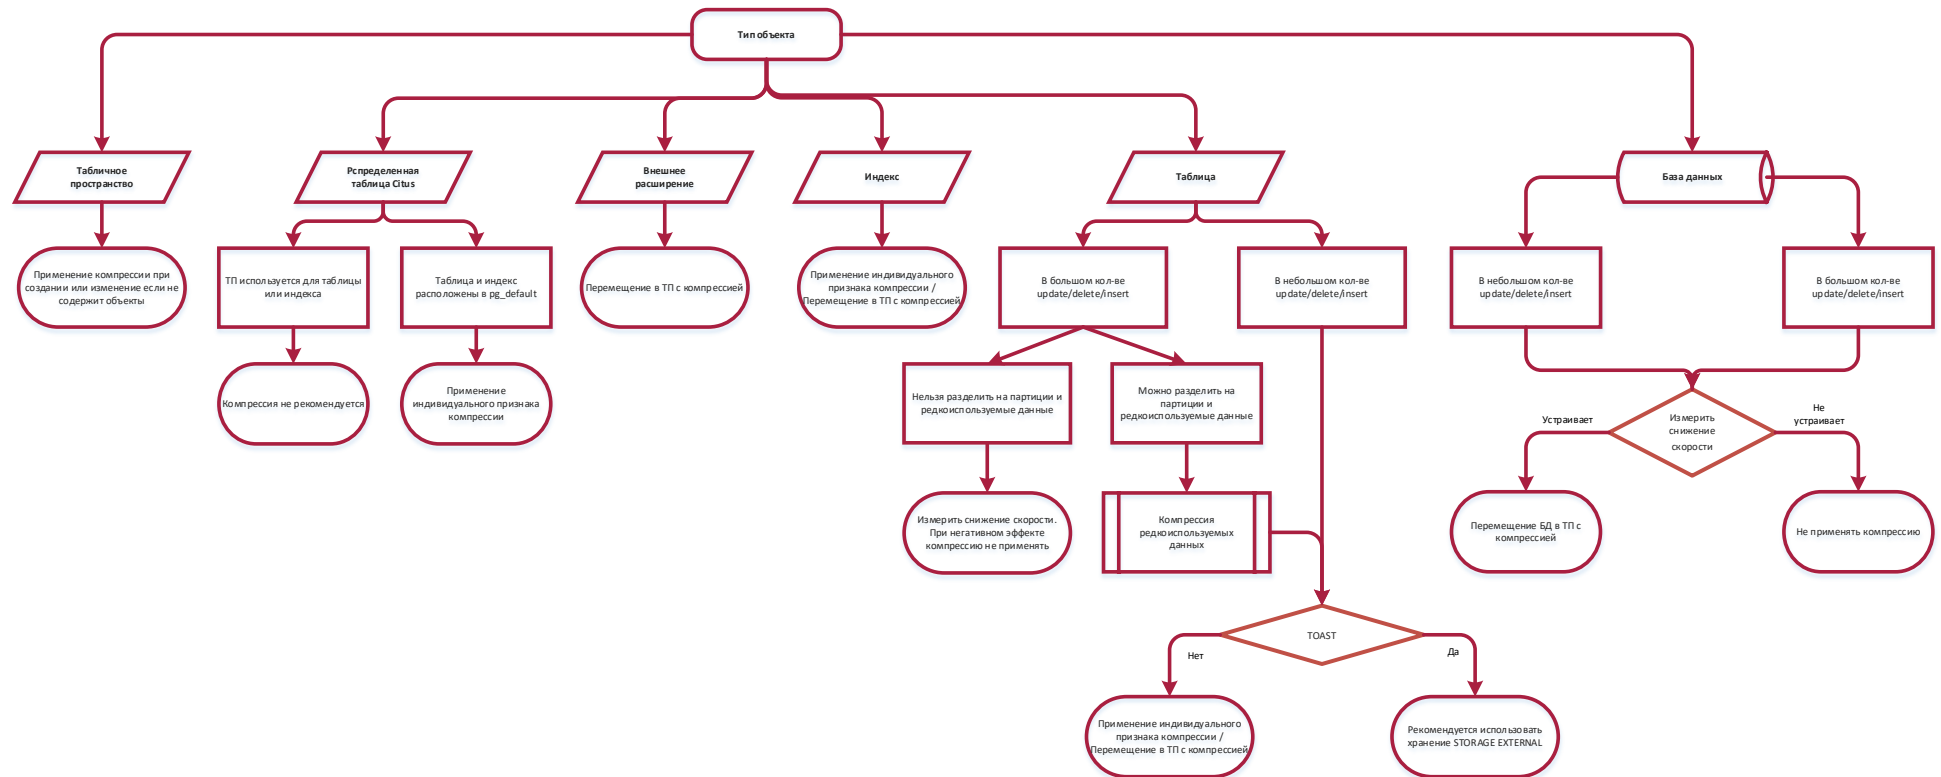 Тип объекта
Табличное
пространство
Рспределенная
таблица Citus
Внешнее
расширение
Индекс
Таблица
База данных
Применение компрессии при
создании или изменение если не
содержит объекты
ТП используется для таблицы
или индекса
Таблица и индекс
расположены в pg_default
Перемещение в ТП с компрессией
Применение индивидуального
признака компрессии /
Перемещение в ТП с компрессией
В большом кол-ве
update/delete/insert
В небольшом кол-ве
update/delete/insert
В небольшом кол-ве
update/delete/insert
В большом кол-ве
update/delete/insert
Компрессия не рекомендуется
Применение
индивидуального признака
компрессии
Нельзя разделить на партиции и
редкоиспользуемые данные
Можно разделить на
партиции и
редкоиспользуемые данные
Устраивает
Измерить
снижение
скорости
Не
устраивает
Измерить снижение скорости.
При негативном эффекте
компрессию не применять
Компрессия
редкоиспользуемых
данных
Перемещение БД в ТП с
компрессией
Не применять компрессию
TOAST
Нет
Да
Применение индивидуального
признака компрессии /
Перемещение в ТП с компрессией
Рекомендуется использовать
хранение STORAGE EXTERNAL